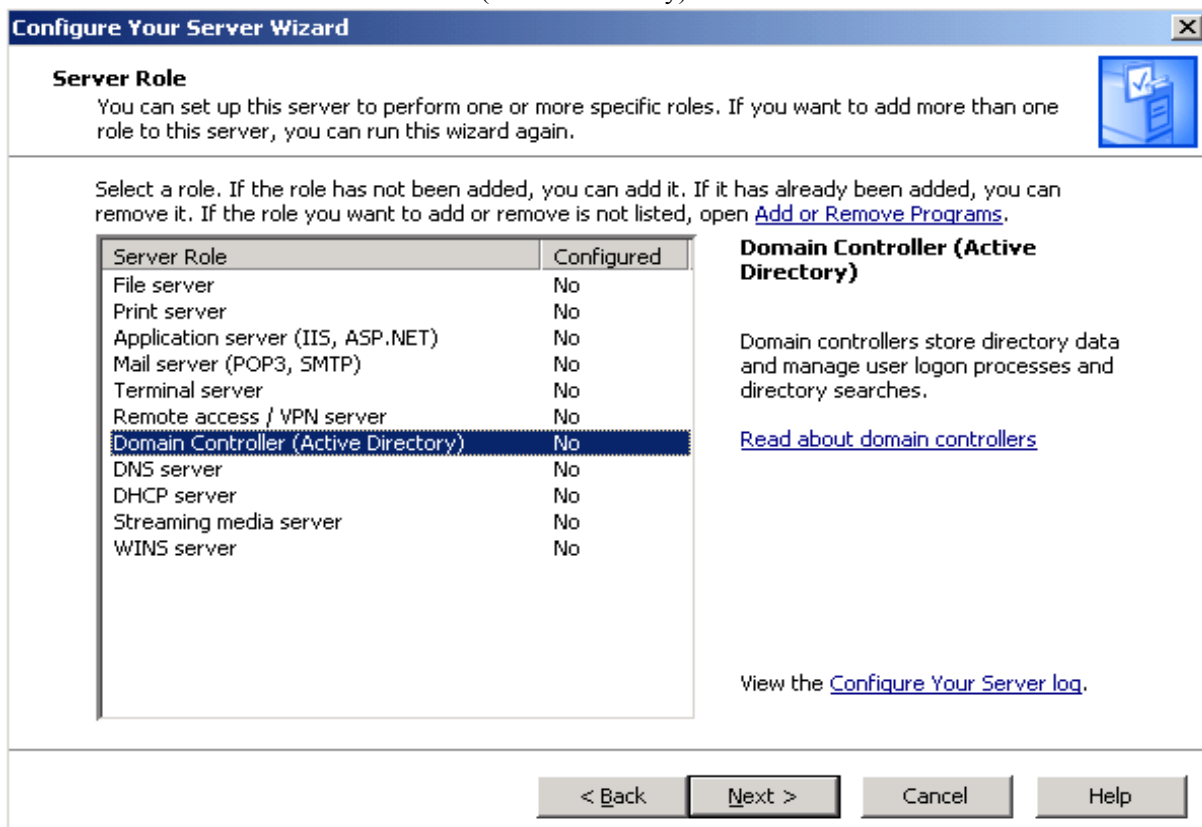 Configure Your Server Wizard
Server Role
You can set up this server to perform one or more specific roles. If you want to add more than one
role to this server, you can run this wizard again.
Select a role. If the role has not been added, you can add it. If it has already been added, you can
remove it. If the role you want to add or remove is not listed, open Add or Remove Programs.
Server Role Configured
File server No
Print server No
Application server (IIS, ASP.NET) No
Mail server (POP3, SMTP) No
Terminal server No
Remote access / VPN server No
Domain Controller (Active Directory) No
DNS server No
DHCP server No
Streaming media server No
WINS server No
Domain Controller (Active
Directory)
Domain controllers store directory data
and manage user logon processes and
directory searches.
Read about domain controllers
View the Configure Your Server log.
< Back Next > Cancel Help